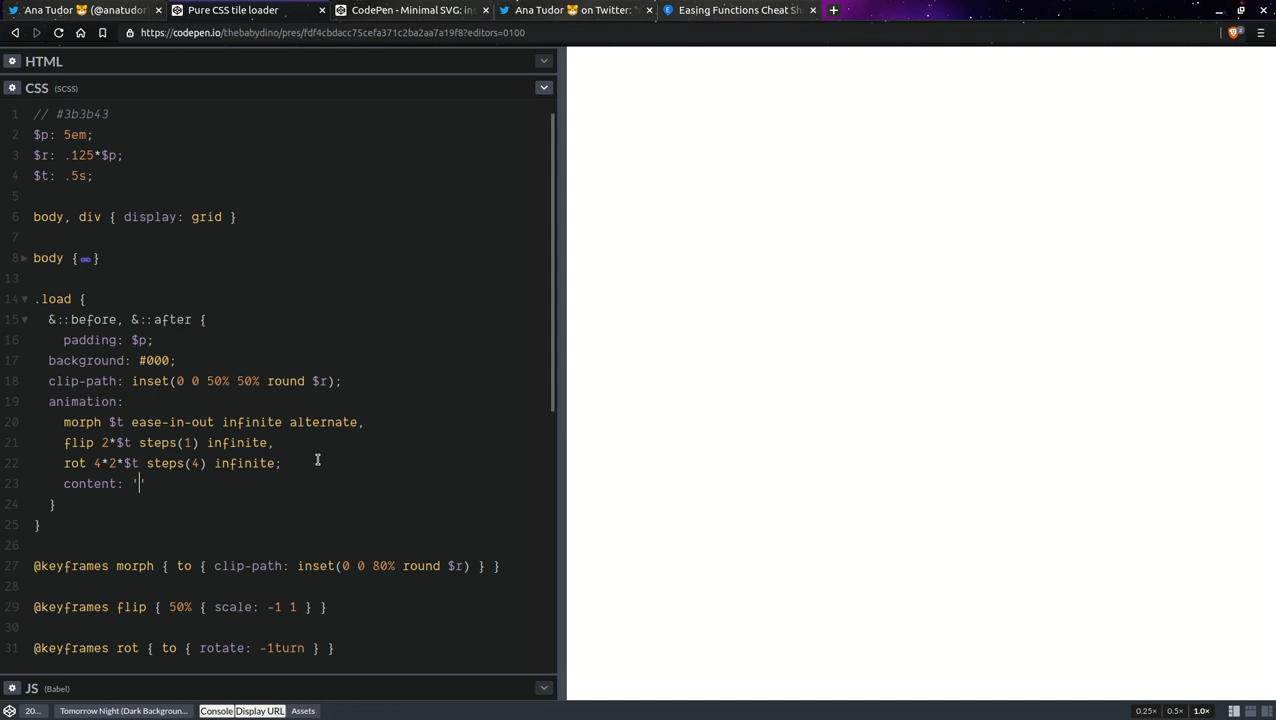 Ana Tudor 🐯 (@anatudor)
Pure CSS tile loader
CodePen - Minimal SVG: in
Ana Tudor 🐯 on Twitter: "
Easing Functions Cheat Sh
https://codepen.io/thebabydino/pres/fdf4cbdacc75cefa371c2ba2aa7a19f8?editors=0100
2
HTML
CSS (SCSS)
1 // #3b3b43
2 $p: 5em;
3 $r: .125*$p;
4 $t: .5s;
5
6 body, div { display: grid }
7
8 body {↔}
13
14 .load {
15 &::before, &::after {
16 padding: $p;
17 background: #000;
18 clip-path: inset(0 0 50% 50% round $r);
19 animation:
20 morph $t ease-in-out infinite alternate,
21 flip 2*$t steps(1) infinite,
22 rot 4*2*$t steps(4) infinite;
23 content: ''
24 }
25 }
26
27 @keyframes morph { to { clip-path: inset(0 0 80% round $r) } }
28
29 @keyframes flip { 50% { scale: -1 1 } }
30
31 @keyframes rot { to { rotate: -1turn } }
JS (Babel)
20... Tomorrow Night (Dark Backgroun... Console Display URL Assets 0.25× 0.5× 1.0×